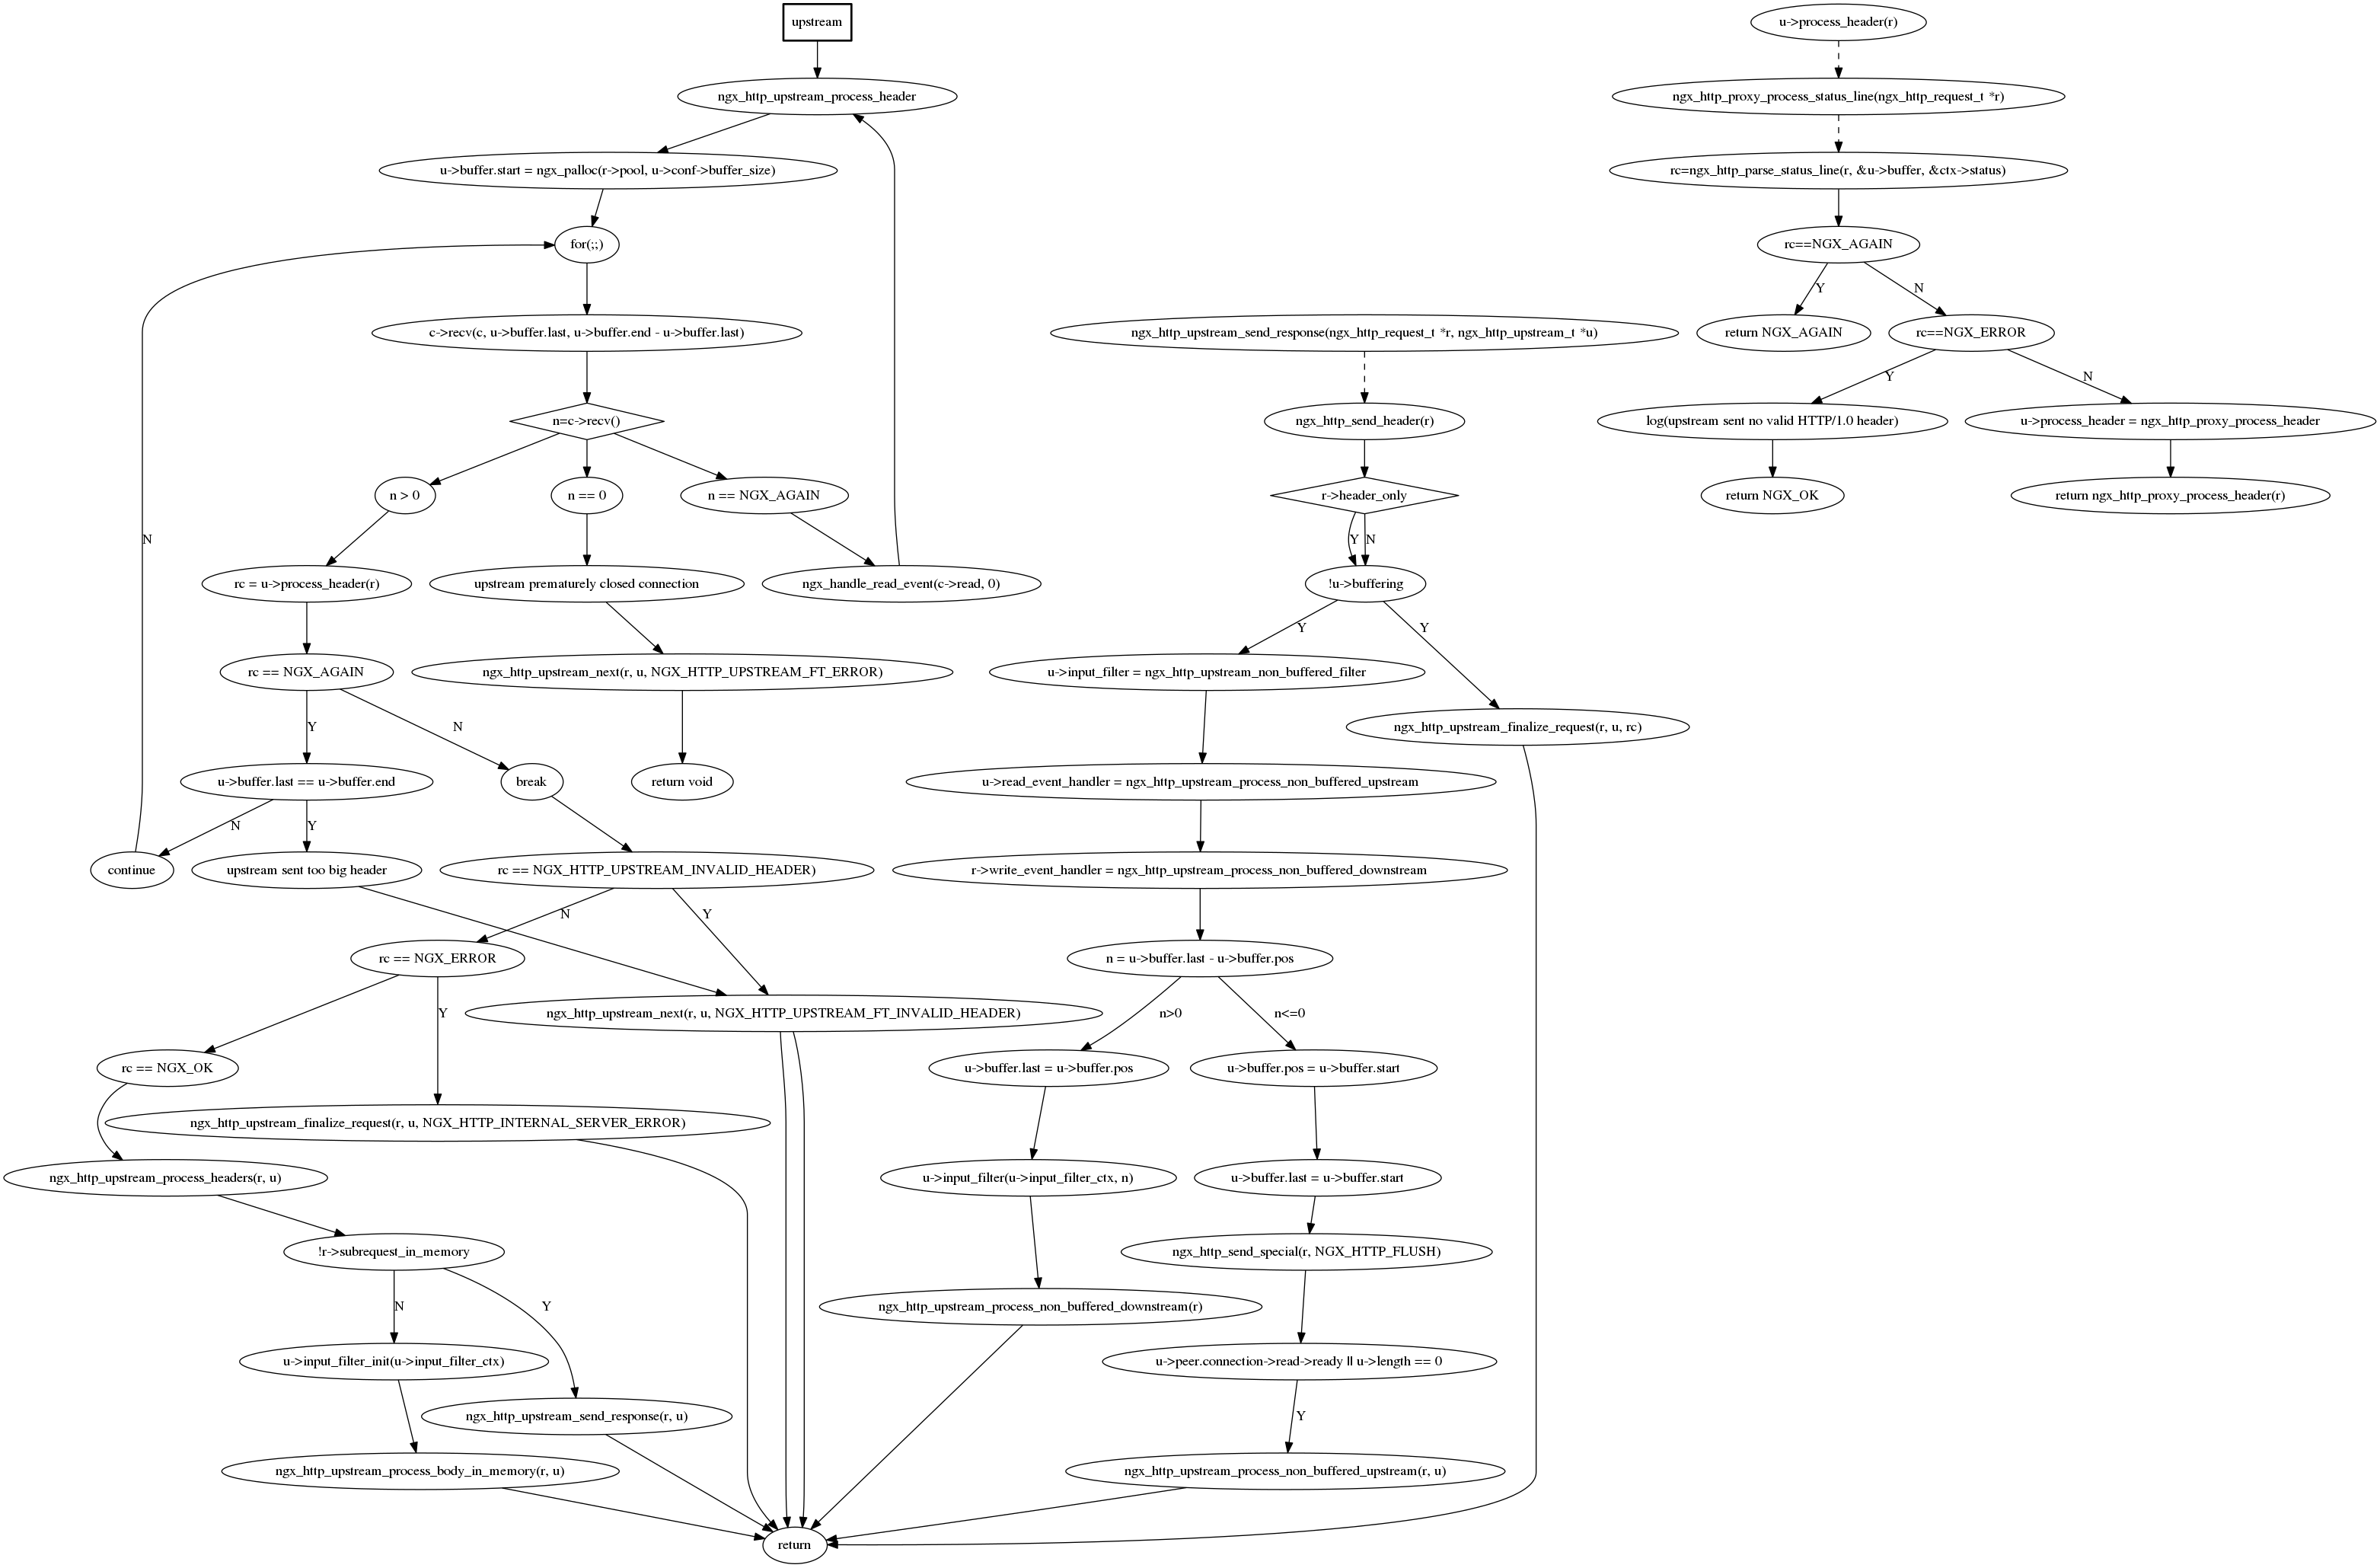 upstream
u->process_header(r)
ngx_http_upstream_process_header
ngx_http_proxy_process_status_line(ngx_http_request_t *r)
u->buffer.start = ngx_palloc(r->pool, u->conf->buffer_size)
rc=ngx_http_parse_status_line(r, &u->buffer, &ctx->status)
for(;;)
rc==NGX_AGAIN
Y
N
c->recv(c, u->buffer.last, u->buffer.end - u->buffer.last)
ngx_http_upstream_send_response(ngx_http_request_t *r, ngx_http_upstream_t *u)
return NGX_AGAIN
rc==NGX_ERROR
Y
N
n=c->recv()
ngx_http_send_header(r)
log(upstream sent no valid HTTP/1.0 header)
u->process_header = ngx_http_proxy_process_header
n > 0
n == 0
n == NGX_AGAIN
r->header_only
return NGX_OK
return ngx_http_proxy_process_header(r)
N
Y
N
rc = u->process_header(r)
upstream prematurely closed connection
ngx_handle_read_event(c->read, 0)
!u->buffering
Y
Y
rc == NGX_AGAIN
ngx_http_upstream_next(r, u, NGX_HTTP_UPSTREAM_FT_ERROR)
u->input_filter = ngx_http_upstream_non_buffered_filter
Y
N
ngx_http_upstream_finalize_request(r, u, rc)
u->buffer.last == u->buffer.end
break
return void
u->read_event_handler = ngx_http_upstream_process_non_buffered_upstream
N
Y
continue
upstream sent too big header
rc == NGX_HTTP_UPSTREAM_INVALID_HEADER)
r->write_event_handler = ngx_http_upstream_process_non_buffered_downstream
N
Y
rc == NGX_ERROR
n = u->buffer.last - u->buffer.pos
Y
ngx_http_upstream_next(r, u, NGX_HTTP_UPSTREAM_FT_INVALID_HEADER)
n>0
n<=0
rc == NGX_OK
u->buffer.last = u->buffer.pos
u->buffer.pos = u->buffer.start
ngx_http_upstream_finalize_request(r, u, NGX_HTTP_INTERNAL_SERVER_ERROR)
ngx_http_upstream_process_headers(r, u)
u->input_filter(u->input_filter_ctx, n)
u->buffer.last = u->buffer.start
!r->subrequest_in_memory
ngx_http_send_special(r, NGX_HTTP_FLUSH)
N
Y
ngx_http_upstream_process_non_buffered_downstream(r)
u->input_filter_init(u->input_filter_ctx)
u->peer.connection->read->ready || u->length == 0
ngx_http_upstream_send_response(r, u)
Y
ngx_http_upstream_process_body_in_memory(r, u)
ngx_http_upstream_process_non_buffered_upstream(r, u)
return